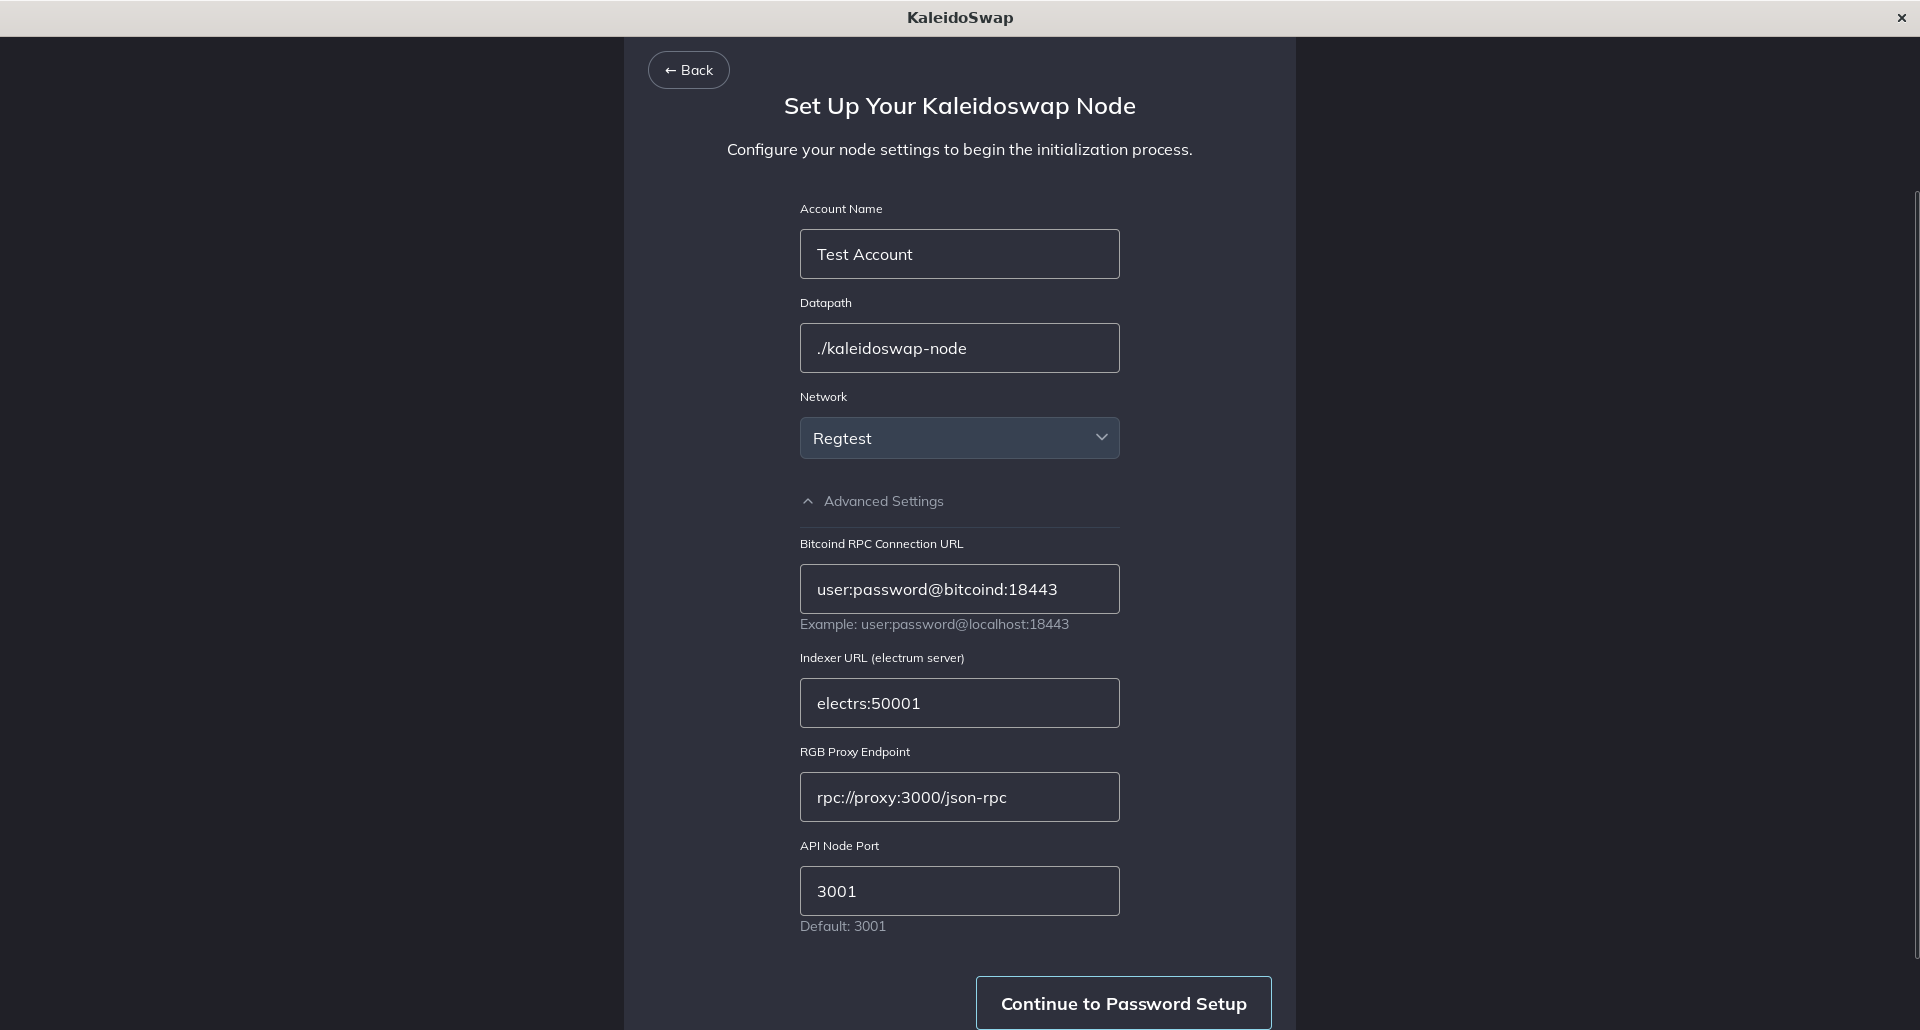 KaleidoSwap
×
← Back
Set Up Your Kaleidoswap Node
Configure your node settings to begin the initialization process.
Account Name
Test Account
Datapath
./kaleidoswap-node
Network
Regtest
Advanced Settings
Bitcoind RPC Connection URL
user:password@bitcoind:18443
Example: user:password@localhost:18443
Indexer URL (electrum server)
electrs:50001
RGB Proxy Endpoint
rpc://proxy:3000/json-rpc
API Node Port
3001
Default: 3001
Continue to Password Setup